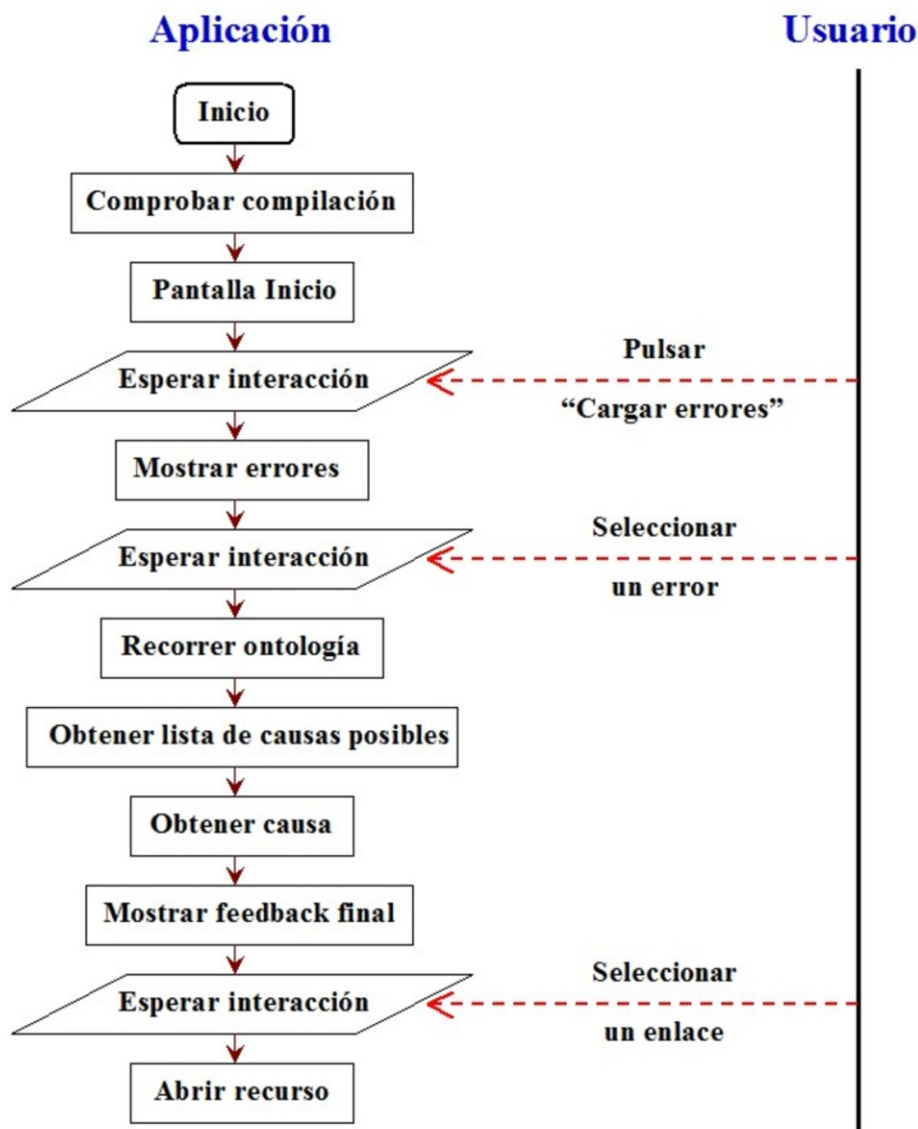 Aplicación
Usuario
Inicio
Comprobar compilación
Pantalla Inicio
Esperar interacción
Pulsar
“Cargar errores”
Mostrar errores
Esperar interacción
Seleccionar
un error
Recorrer ontología
Obtener lista de causas posibles
Obtener causa
Mostrar feedback final
Esperar interacción
Seleccionar
un enlace
Abrir recurso